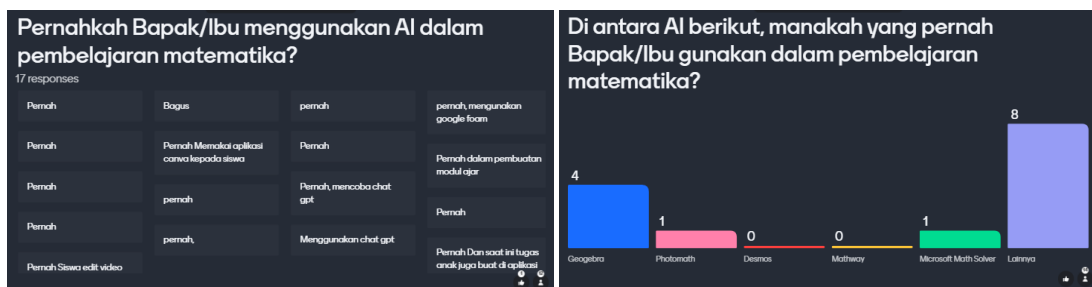 Pernahkah Bapak/Ibu menggunakan AI dalam
pembelajaran matematika?
17 responses
Pernah
Pernah
Pernah
Pernah
Pernah Siswa edit video
Bagus
Pernah Memakai aplikasi
canva kepada siswa
pernah
pernah,
pernah
Pernah
Pernah, mencoba chat
gpt
Menggunakan chat gpt
pernah, mengunakan
google foam
Pernah dalam pembuatan
modul ajar
Pernah
Pernah Dan saat ini tugas
anak juga buat di aplikasi
Di antara AI berikut, manakah yang pernah
Bapak/Ibu gunakan dalam pembelajaran
matematika?
4
1
0
0
1
8
Geogebra
Photomath
Desmos
Mathway
Microsoft Math Solver
Lainnya